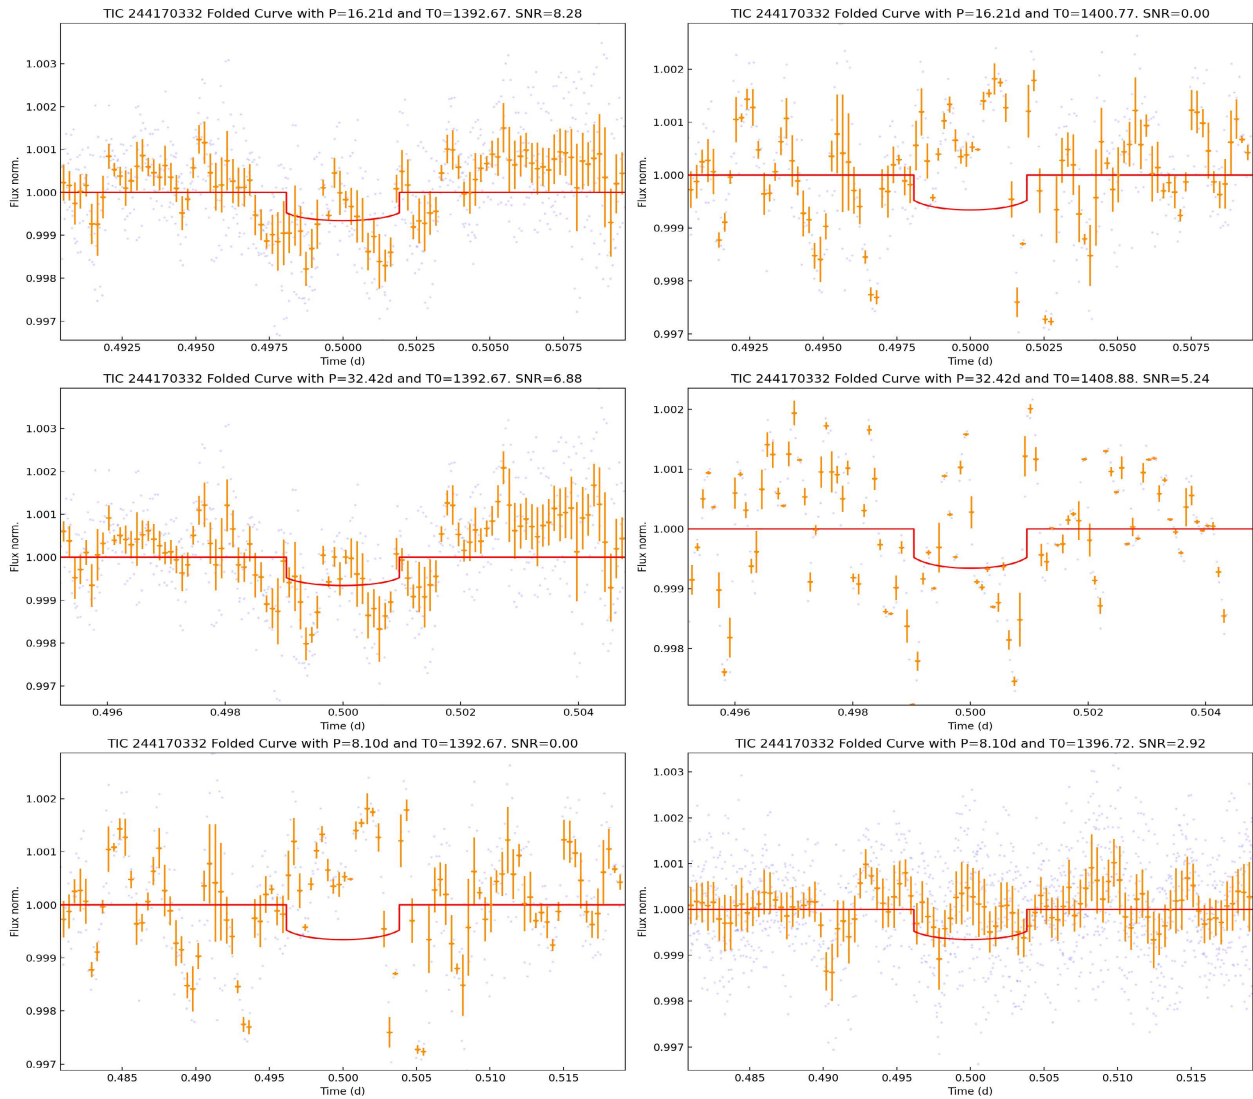 TIC 244170332 Folded Curve with P=16.21d and T0=1392.67. SNR=8.28
Flux norm.
1.003
1.002
1.001
1.000
0.999
0.998
0.997
0.4925 0.4950 0.4975 0.5000 0.5025 0.5050 0.5075
Time (d)
TIC 244170332 Folded Curve with P=16.21d and T0=1400.77. SNR=0.00
Flux norm.
1.002
1.001
1.000
0.999
0.998
0.997
0.4925 0.4950 0.4975 0.5000 0.5025 0.5050 0.5075
Time (d)
TIC 244170332 Folded Curve with P=32.42d and T0=1392.67. SNR=6.88
Flux norm.
1.003
1.002
1.001
1.000
0.999
0.998
0.997
0.496 0.498 0.500 0.502 0.504
Time (d)
TIC 244170332 Folded Curve with P=32.42d and T0=1408.88. SNR=5.24
Flux norm.
1.002
1.001
1.000
0.999
0.998
0.496 0.498 0.500 0.502 0.504
Time (d)
TIC 244170332 Folded Curve with P=8.10d and T0=1392.67. SNR=0.00
Flux norm.
1.002
1.001
1.000
0.999
0.998
0.997
0.485 0.490 0.495 0.500 0.505 0.510 0.515
Time (d)
TIC 244170332 Folded Curve with P=8.10d and T0=1396.72. SNR=2.92
Flux norm.
1.003
1.002
1.001
1.000
0.999
0.998
0.997
0.485 0.490 0.495 0.500 0.505 0.510 0.515
Time (d)